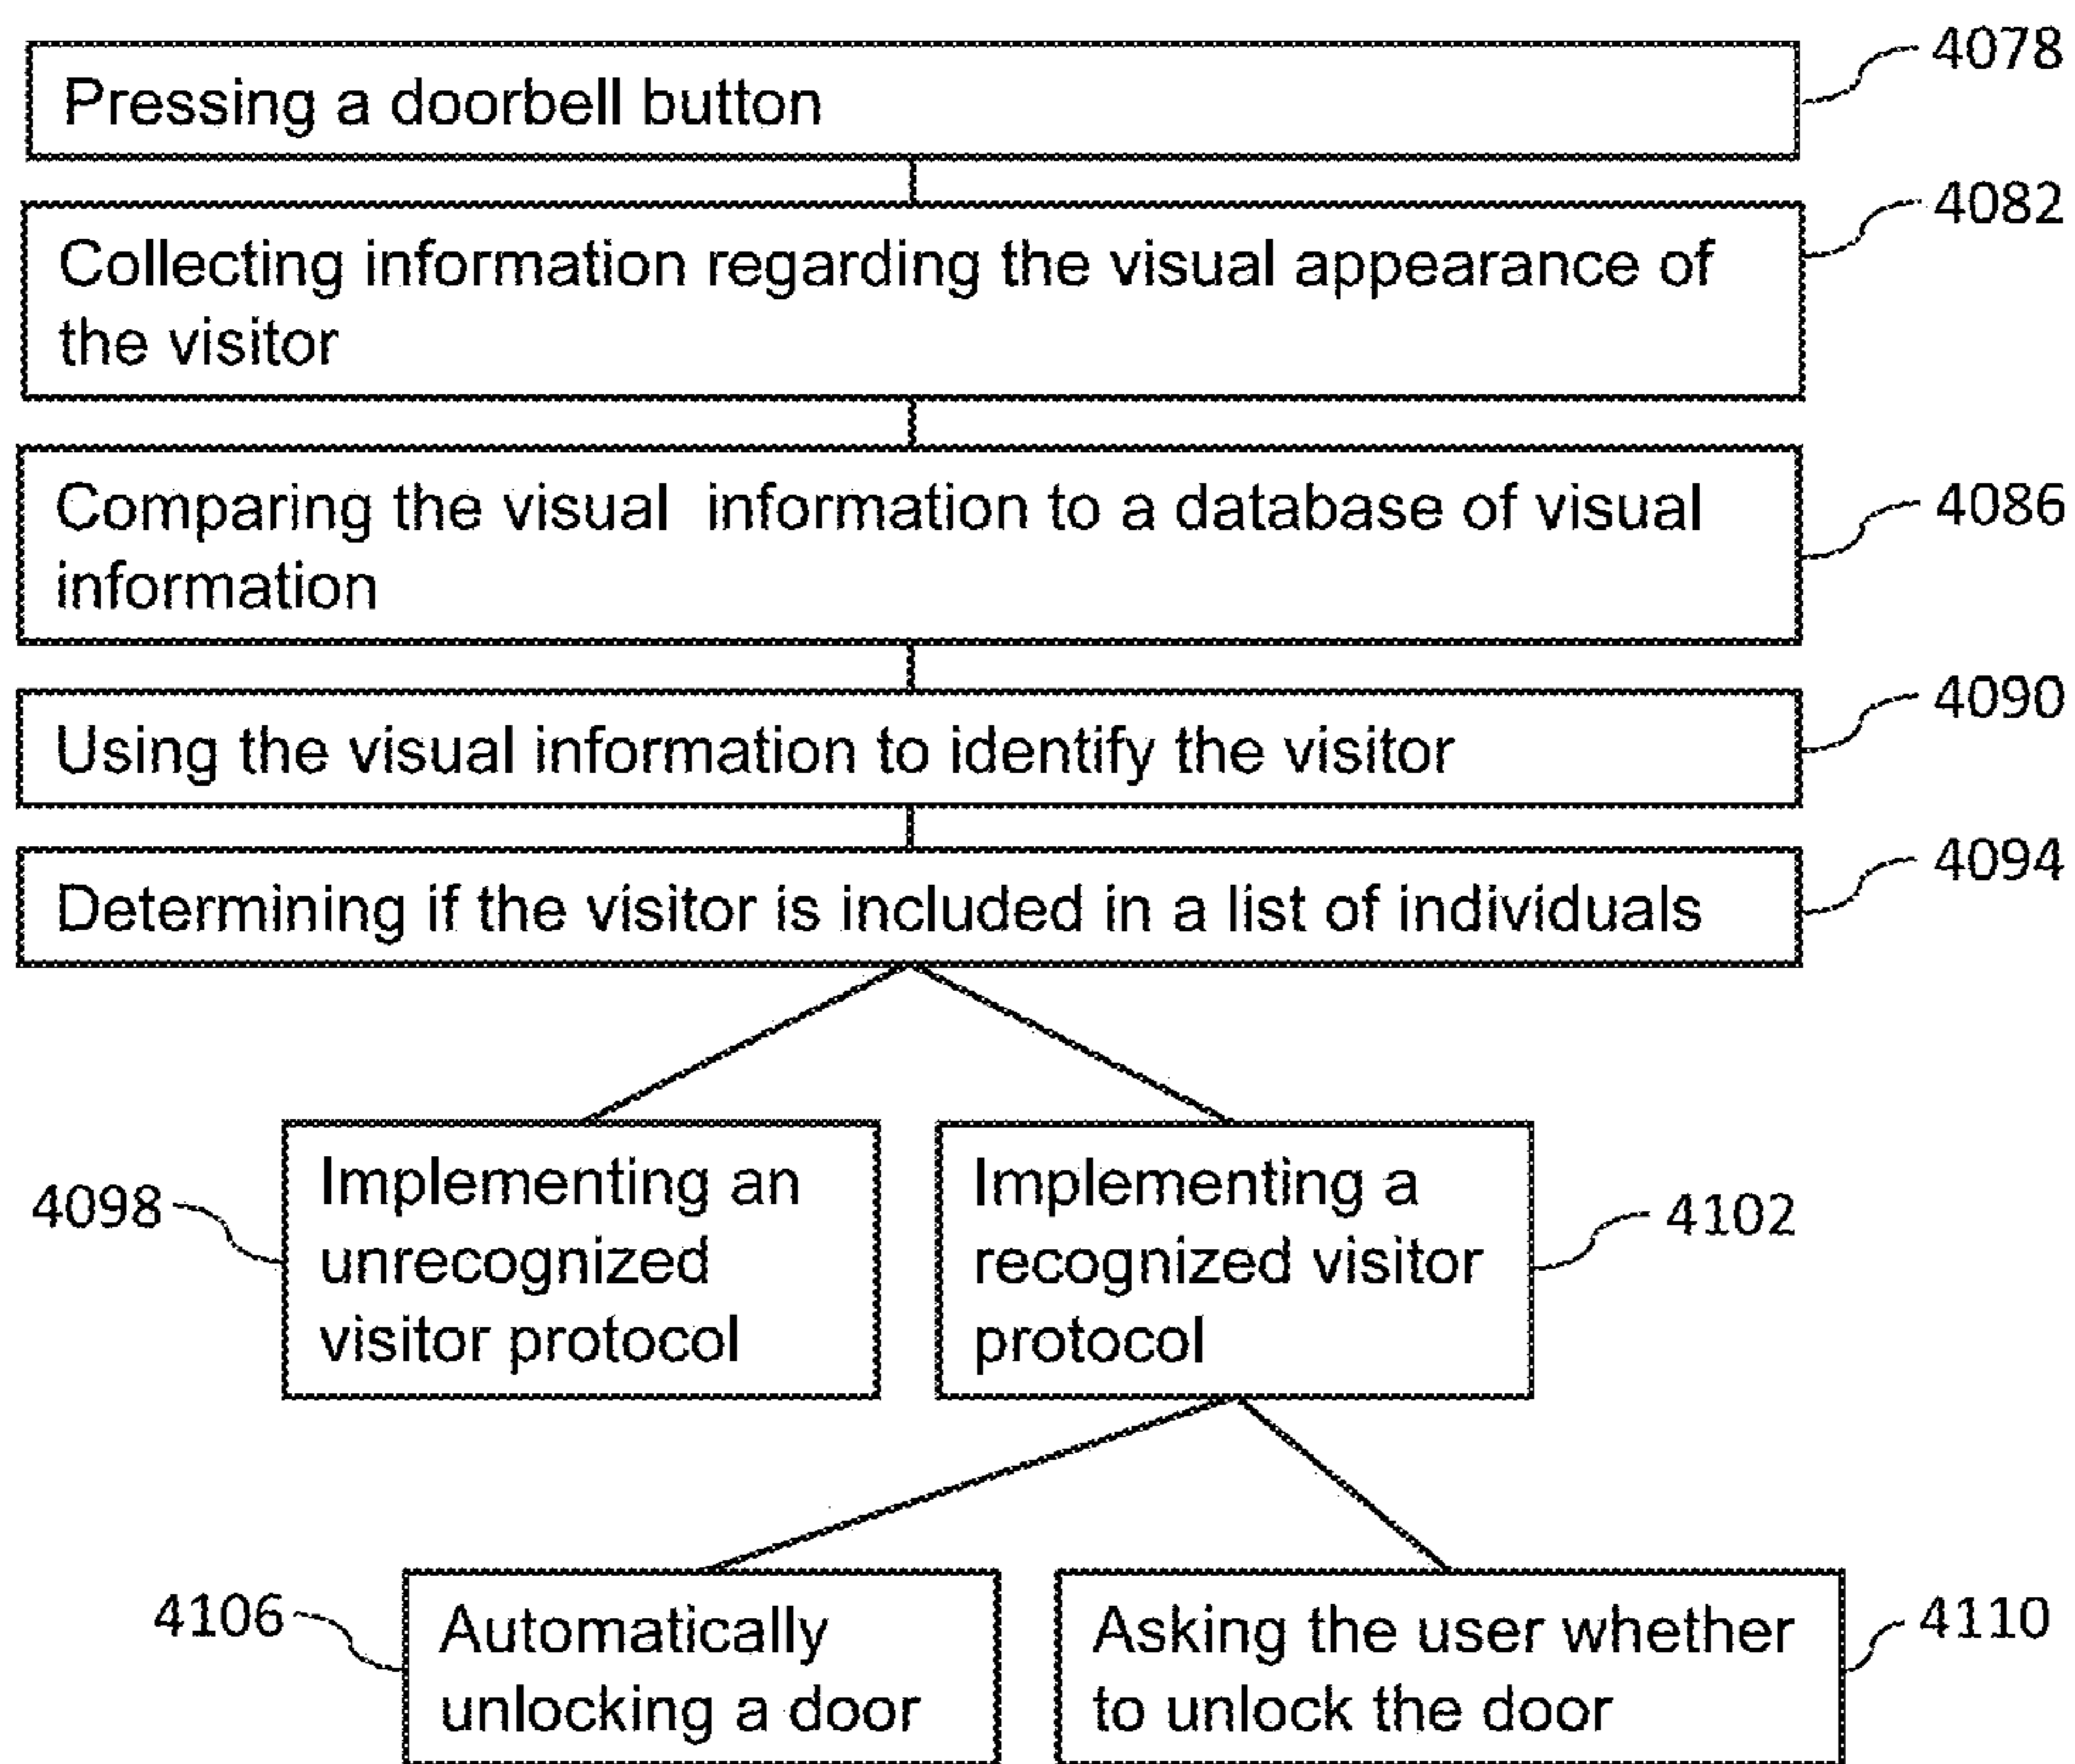 Pressing a doorbell button
4078
Collecting information regarding the visual appearance of
the visitor
4082
Comparing the visual information to a database of visual
information
4086
Using the visual information to identify the visitor
4090
Determining if the visitor is included in a list of individuals
4094
4098
Implementing an
unrecognized
visitor protocol
Implementing a
recognized visitor
protocol
4102
4106
Automatically
unlocking a door
Asking the user whether
to unlock the door
4110